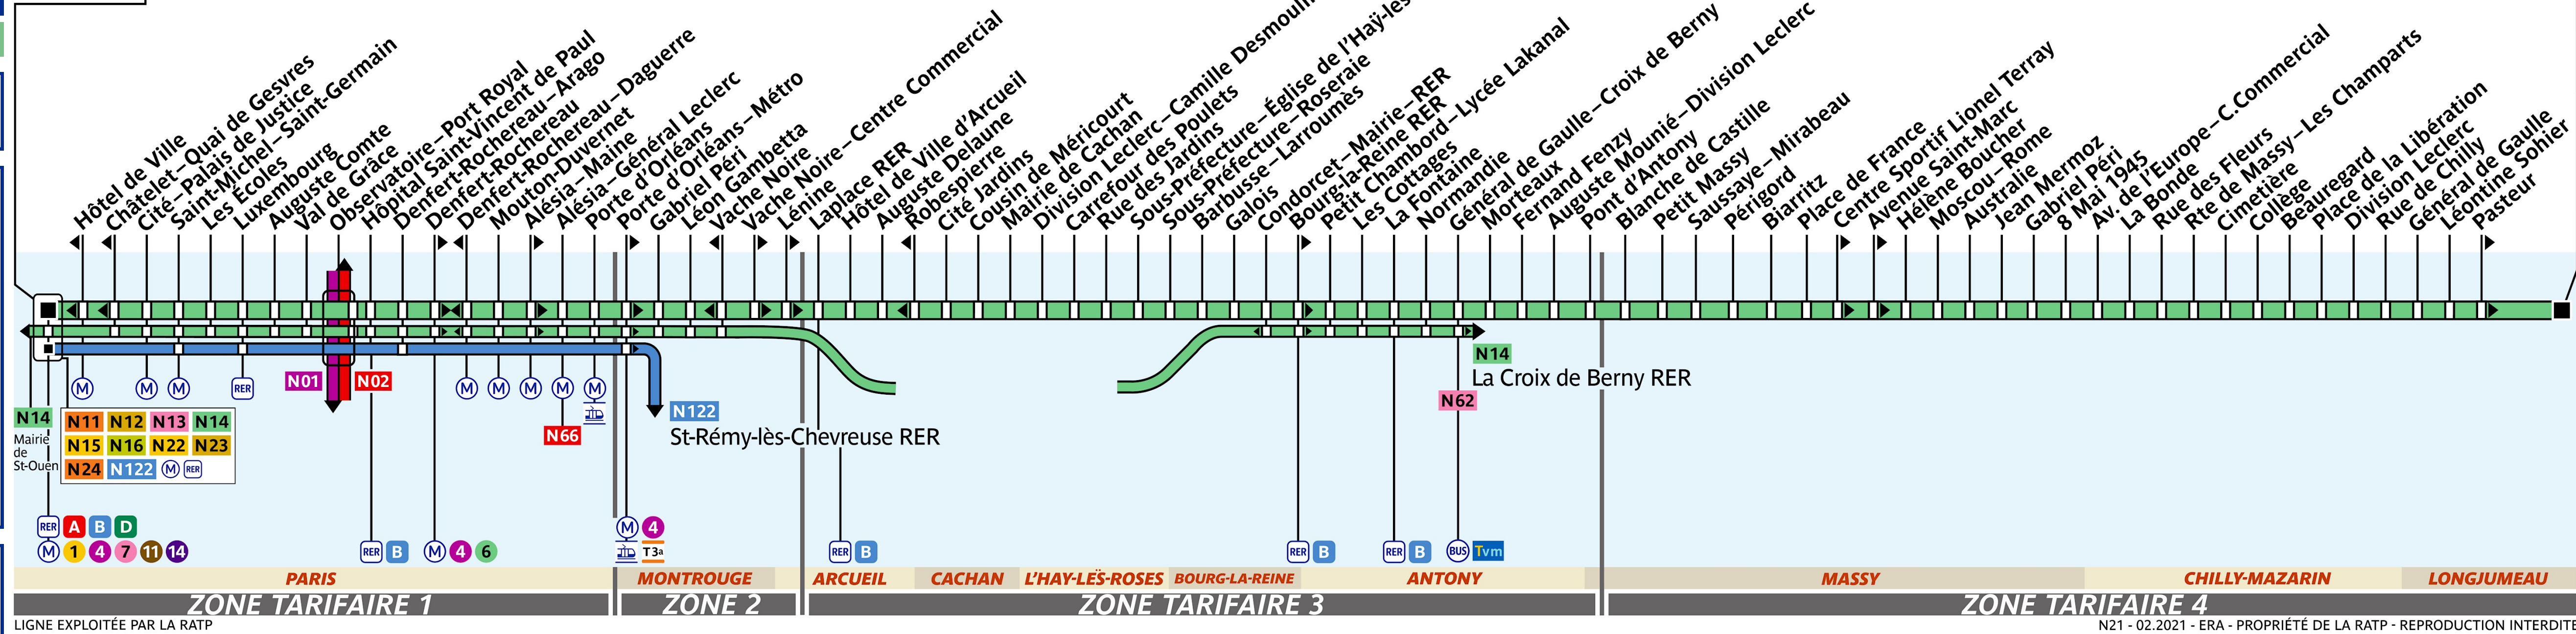 Hôtel de Ville
Châtelet–Quai de Gesvres
Cité–Palais de Justice
Saint-Michel–Saint-Germain
Les Écoles
Luxembourg
Auguste Comte
Val de Grâce
Observatoire–Port Royal
Hôpital Saint-Vincent de Paul
Denfert-Rochereau–Arago
Denfert-Rochereau
Denfert-Rochereau–Daguerre
Mouton-Duvernet
Alésia–Maine
Alésia–Général Leclerc
Porte d'Orléans
Porte d'Orléans–Métro
Gabriel Péri
Léon Gambetta
Vache Noire
Vache Noire–Centre Commercial
Lénine
Laplace RER
Hôtel de Ville d'Arcueil
Auguste Delaune
Robespierre
Cité Jardins
Cousin de Méricourt
Mairie de Cachan
Division Leclerc–Camille Desmoulin
Carrefour des Poulets
Rue des Jardins
Sous-Préfecture–Église de l'Haÿ-les
Sous-Préfecture–Roseraie
Barbusse–Larroumès
Galois
Condorcet–Mairie–RER
Bourg-la-Reine RER
Petit Chambord–Lycée Lakanal
Les Cottages
La Fontaine
Normandie
Général de Gaulle–Croix de Berny
Morteaux
Fernand Fenzy
Auguste Mounié–Division Leclerc
Pont d'Antony
Blanche de Castille
Petit Massy
Saussaye–Mirabeau
Périgord
Biarritz
Place de France
Centre Sportif Lionel Terray
Avenue Saint-Marc
Hélène Boucher
Moscou–Rome
Australie
Jean Mermoz
Gabriel Péri
8 Mai 1945
Av. de l'Europe–C.Commercial
La Bonde
Rue des Fleurs
Rte de Massy–Les Champarts
Cimetière
Collège
Beauregard
Place de la Libération
Division Leclerc
Rue de Chilly
Général de Gaulle
Léontine Sohier
Pasteur
M M M RER N01 N02 M M M M M
N14
La Croix de Berny RER
N62
N122
St-Rémy-lès-Chevreuse RER
N66
N14
Mairie
de
St-Ouen
N11 N12 N13 N14
N15 N16 N22 N23
N24 N122 M RER
RER A B D
M 1 4 7 11 14
RER B
M 4 6
M 4
T3a
RER B
RER B
RER B
BUS Tvm
PARIS MONTROUGE ARCUEIL CACHAN L'HAY-LËS-ROSES BOURG-LA-REINE ANTONY MASSY CHILLY-MAZARIN LONGJUMEAU
ZONE TARIFAIRE 1 ZONE 2 ZONE TARIFAIRE 3 ZONE TARIFAIRE 4
LIGNE EXPLOITÉE PAR LA RATP
N21 - 02.2021 - ERA - PROPRIÉTÉ DE LA RATP - REPRODUCTION INTERDITE